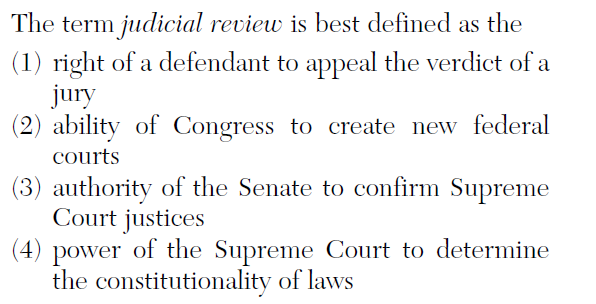 The term judicial review is best defined as the
(1) right of a defendant to appeal the verdict of a
jury
(2) ability of Congress to create new federal
courts
(3) authority of the Senate to confirm Supreme
Court justices
(4) power of the Supreme Court to determine
the constitutionality of laws